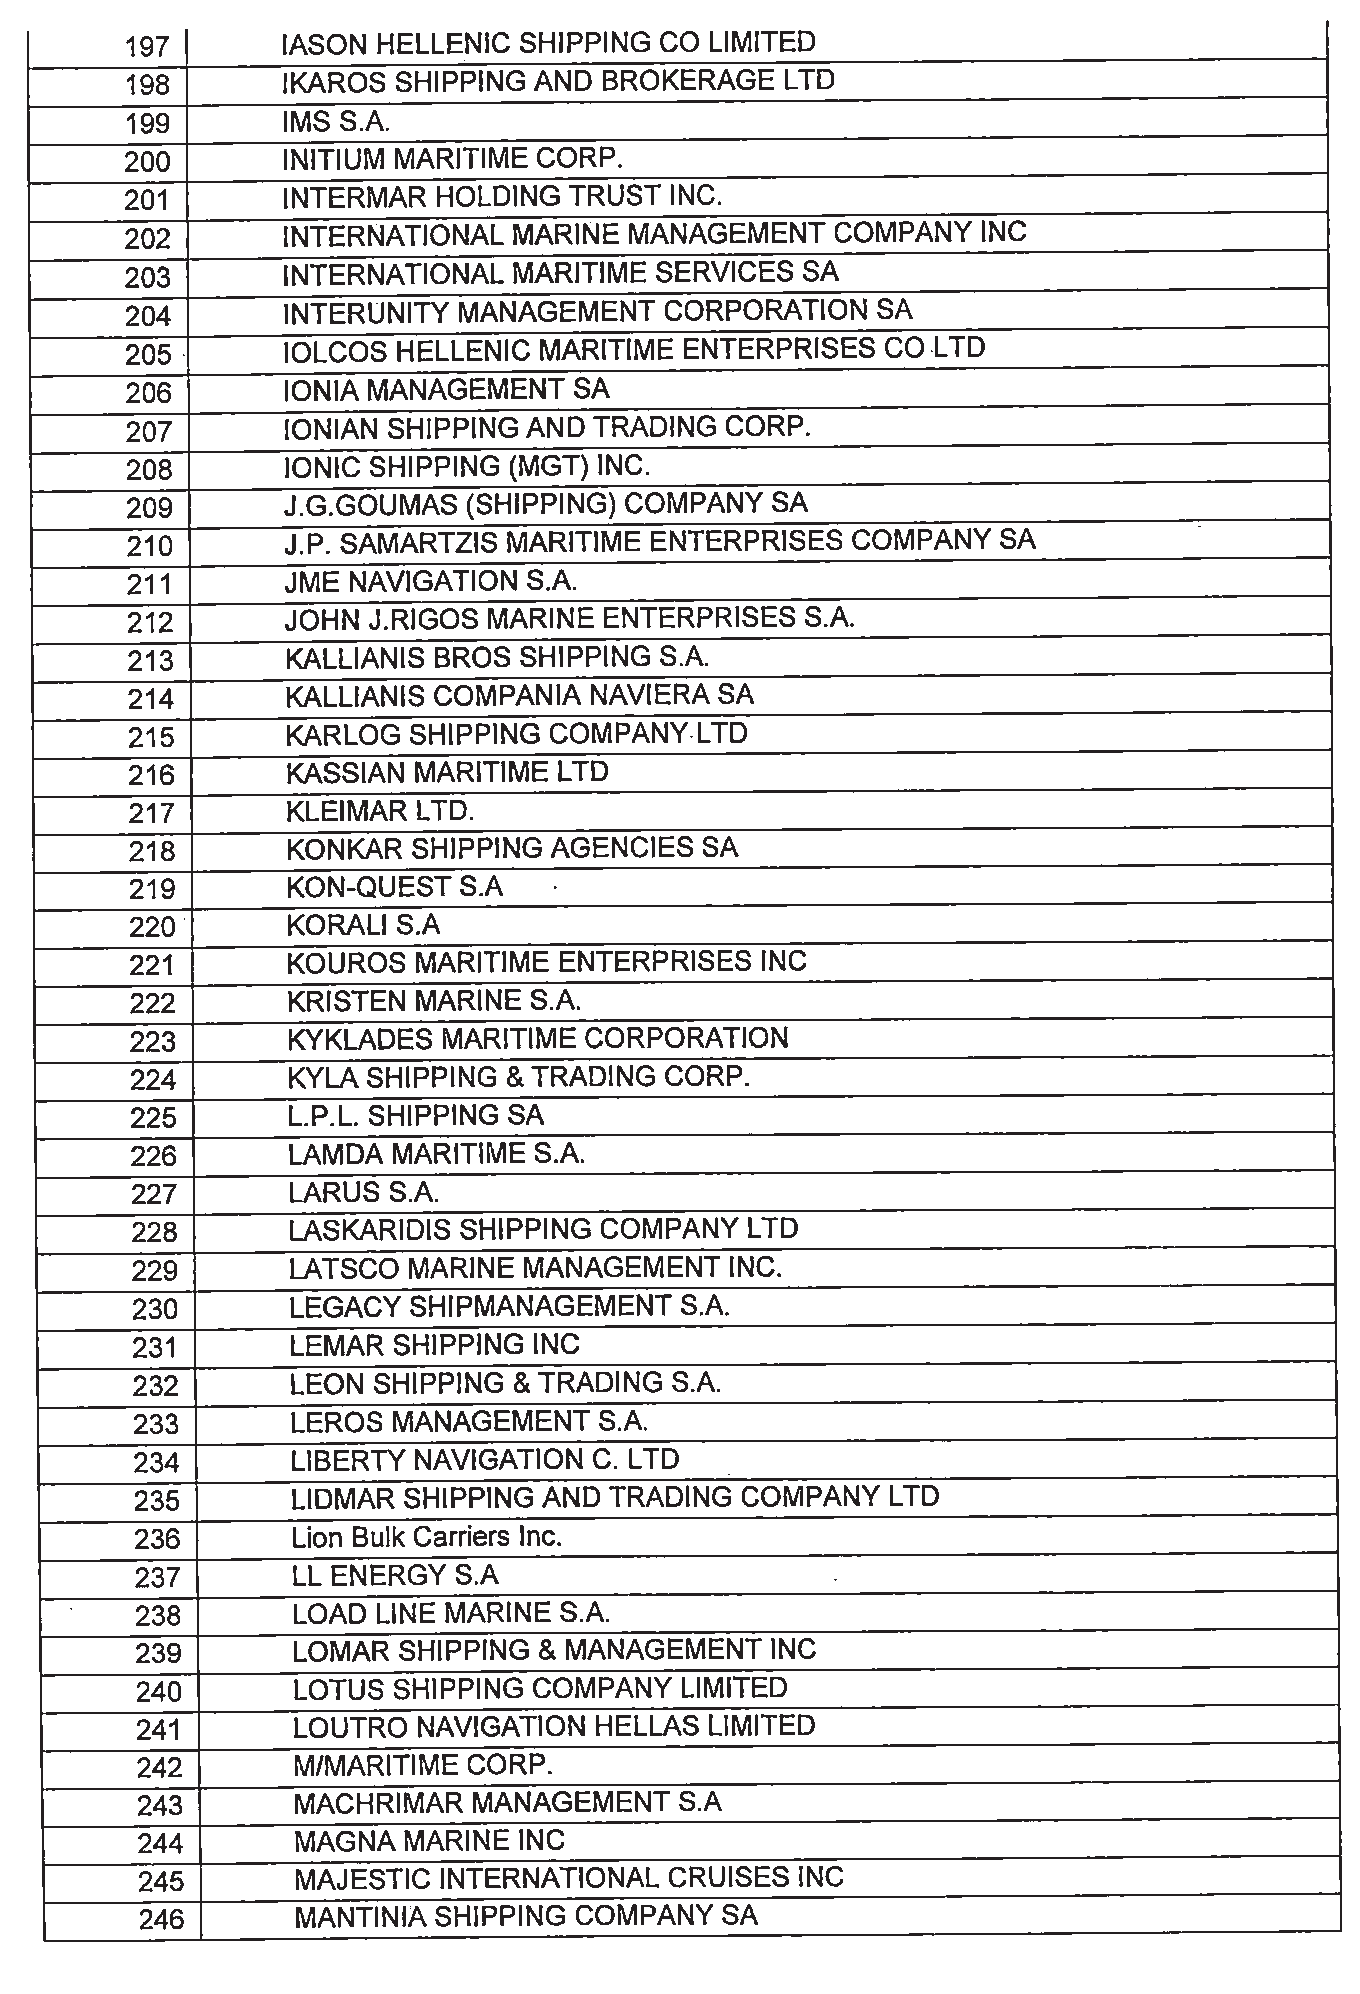 197 IASON HELLENIC SHIPPING CO LIMITED
198 IKAROS SHIPPING AND BROKERAGE LTD
199 IMS S.A.
200 INITIUM MARITIME CORP.
201 INTERMAR HOLDING TRUST INC.
202 INTERNATIONAL MARINE MANAGEMENT COMPANY INC
203 INTERNATIONAL MARITIME SERVICES SA
204 INTERUNITY MANAGEMENT CORPORATION SA
205 IOLCOS HELLENIC MARITIME ENTERPRISES CO LTD
206 IONIA MANAGEMENT SA
207 IONIAN SHIPPING AND TRADING CORP.
208 IONIC SHIPPING (MGT) INC.
209 J.G.GOUMAS (SHIPPING) COMPANY SA
210 J.P. SAMARTZIS MARITIME ENTERPRISES COMPANY SA
211 JME NAVIGATION S.A.
212 JOHN J.RIGOS MARINE ENTERPRISES S.A.
213 KALLIANIS BROS SHIPPING S.A.
214 KALLIANIS COMPANIA NAVIERA SA
215 KARLOG SHIPPING COMPANY LTD
216 KASSIAN MARITIME LTD
217 KLEIMAR LTD.
218 KONKAR SHIPPING AGENCIES SA
219 KON-QUEST S.A
220 KORALI S.A
221 KOUROS MARITIME ENTERPRISES INC
222 KRISTEN MARINE S.A.
223 KYKLADES MARITIME CORPORATION
224 KYLA SHIPPING & TRADING CORP.
225 L.P.L. SHIPPING SA
226 LAMDA MARITIME S.A.
227 LARUS S.A.
228 LASKARIDIS SHIPPING COMPANY LTD
229 LATSCO MARINE MANAGEMENT INC.
230 LEGACY SHIPMANAGEMENT S.A.
231 LEMAR SHIPPING INC
232 LEON SHIPPING & TRADING S.A.
233 LEROS MANAGEMENT S.A.
234 LIBERTY NAVIGATION C. LTD
235 LIDMAR SHIPPING AND TRADING COMPANY LTD
236 Lion Bulk Carriers Inc.
237 LL ENERGY S.A
238 LOAD LINE MARINE S.A.
239 LOMAR SHIPPING & MANAGEMENT INC
240 LOTUS SHIPPING COMPANY LIMITED
241 LOUTRO NAVIGATION HELLAS LIMITED
242 M/MARITIME CORP.
243 MACHRIMAR MANAGEMENT S.A
244 MAGNA MARINE INC
245 MAJESTIC INTERNATIONAL CRUISES INC
246 MANTINIA SHIPPING COMPANY SA